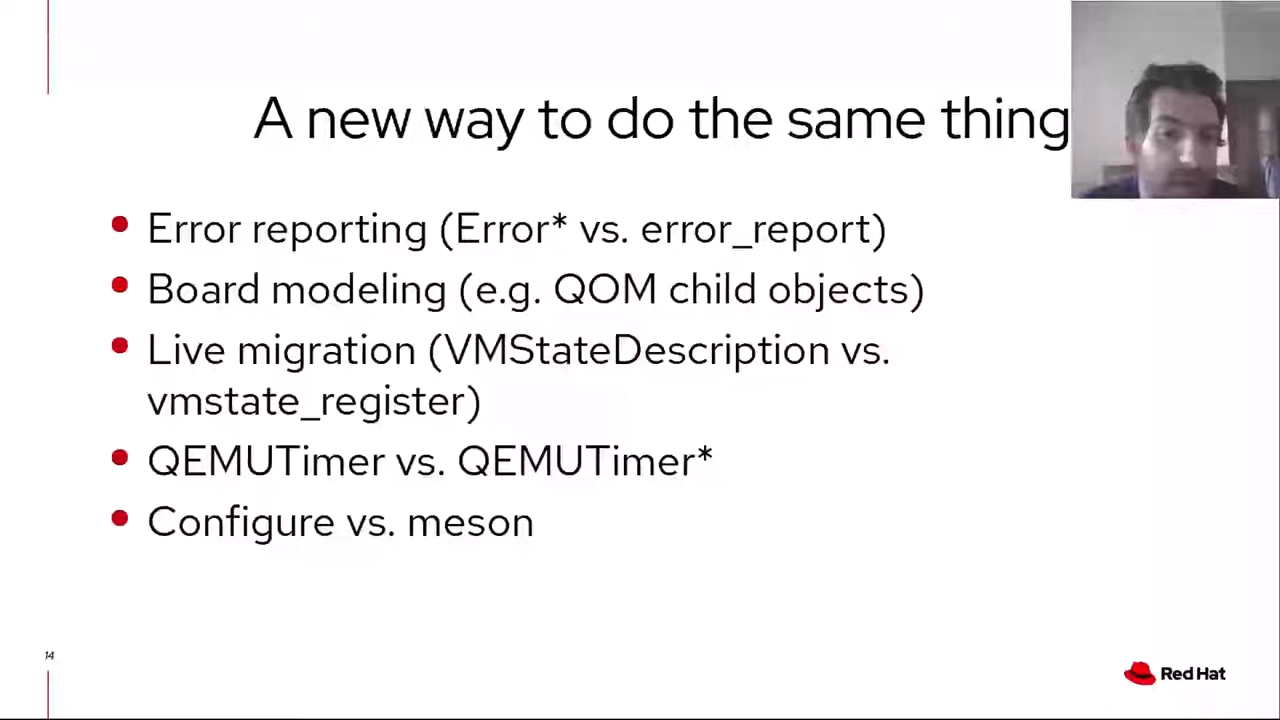 A new way to do the same thing
Error reporting (Error* vs. error_report)
Board modeling (e.g. QOM child objects)
Live migration (VMStateDescription vs.
vmstate_register)
QEMUTimer vs. QEMUTimer*
Configure vs. meson
14
Red Hat